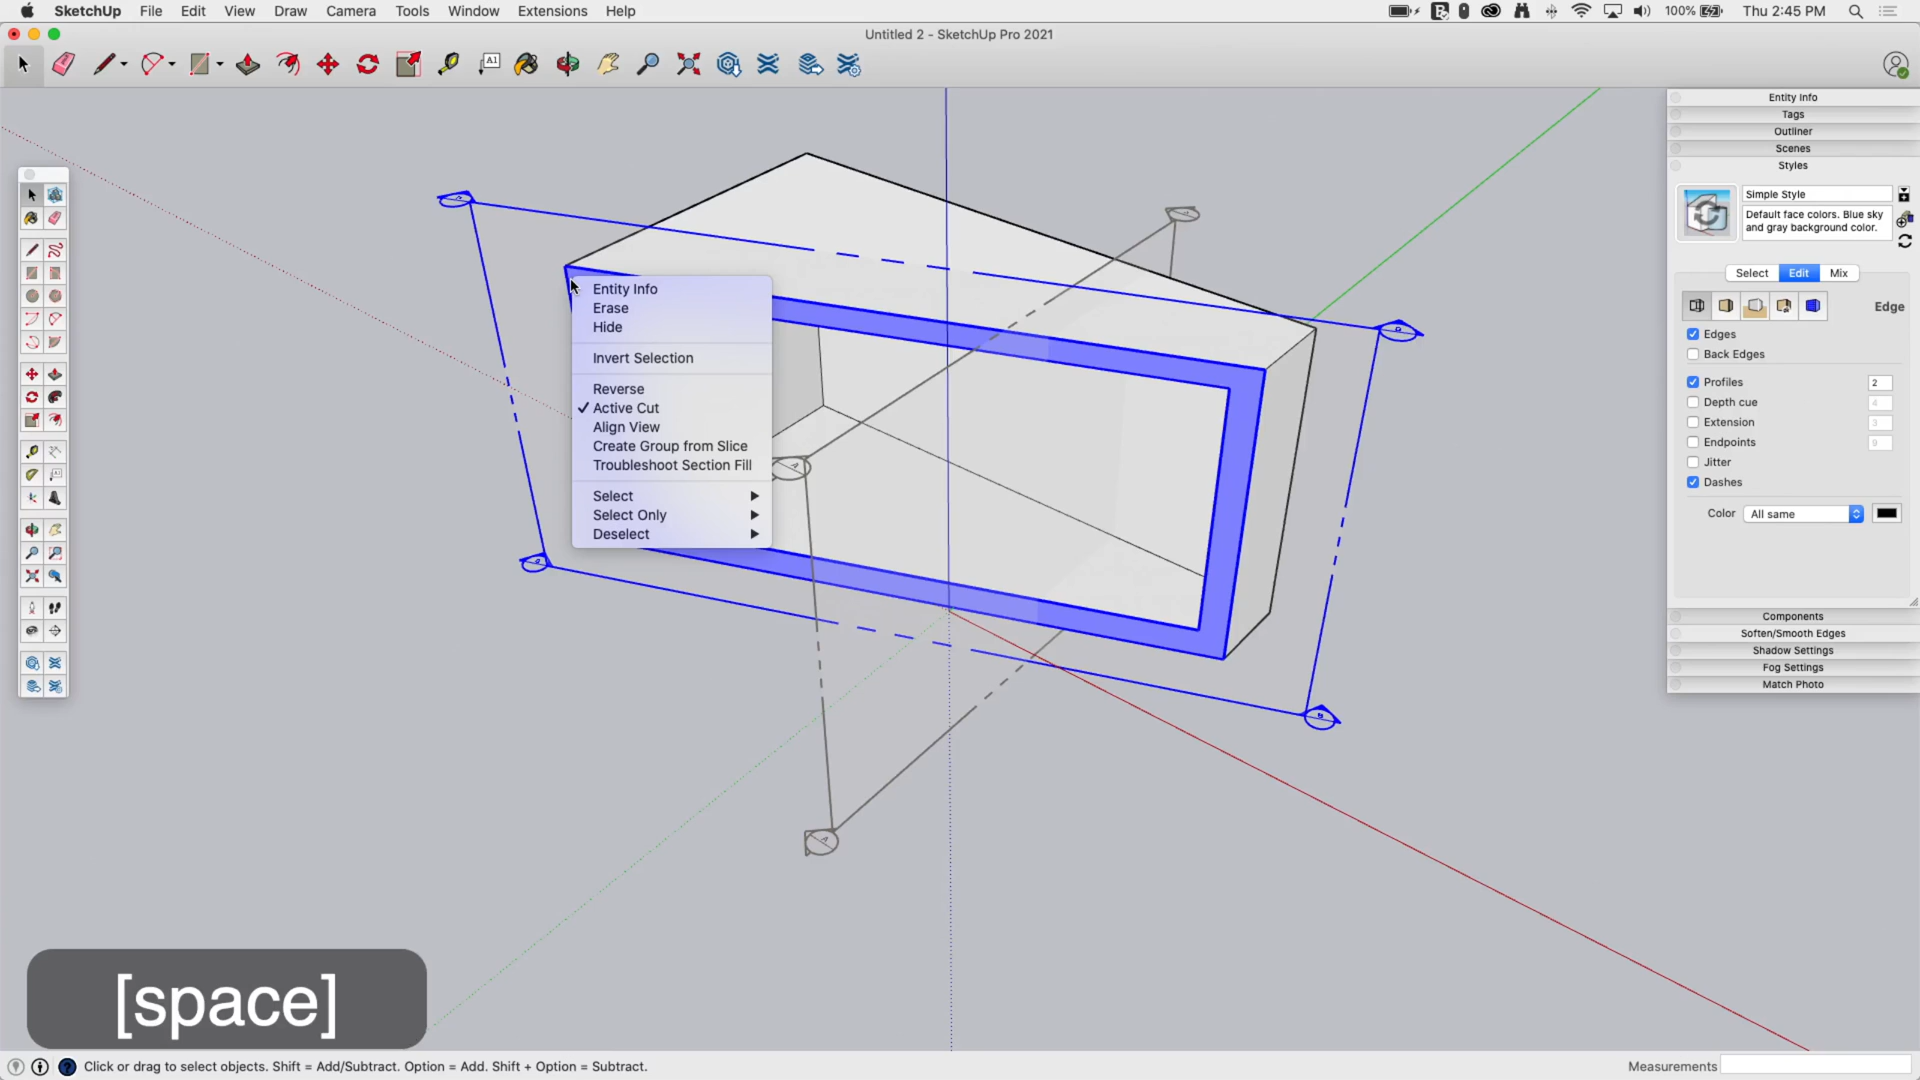 SketchUp File Edit View Draw Camera Tools Window Extensions Help
100% Thu 2:45 PM
Untitled 2 - SketchUp Pro 2021
A1
Entity Info
Tags
Outliner
Scenes
Styles
Simple Style
Default face colors. Blue sky
and gray background color.
Select Edit Mix
Edge
Edges
Back Edges
Profiles 2
Depth cue 4
Extension 3
Endpoints 9
Jitter
Dashes
Color All same
Components
Soften/Smooth Edges
Shadow Settings
Fog Settings
Match Photo
Entity Info
Erase
Hide
Invert Selection
Reverse
✓ Active Cut
Align View
Create Group from Slice
Troubleshoot Section Fill
Select
Select Only
Deselect
A
A
[space]
Click or drag to select objects. Shift = Add/Subtract. Option = Add. Shift + Option = Subtract.
Measurements